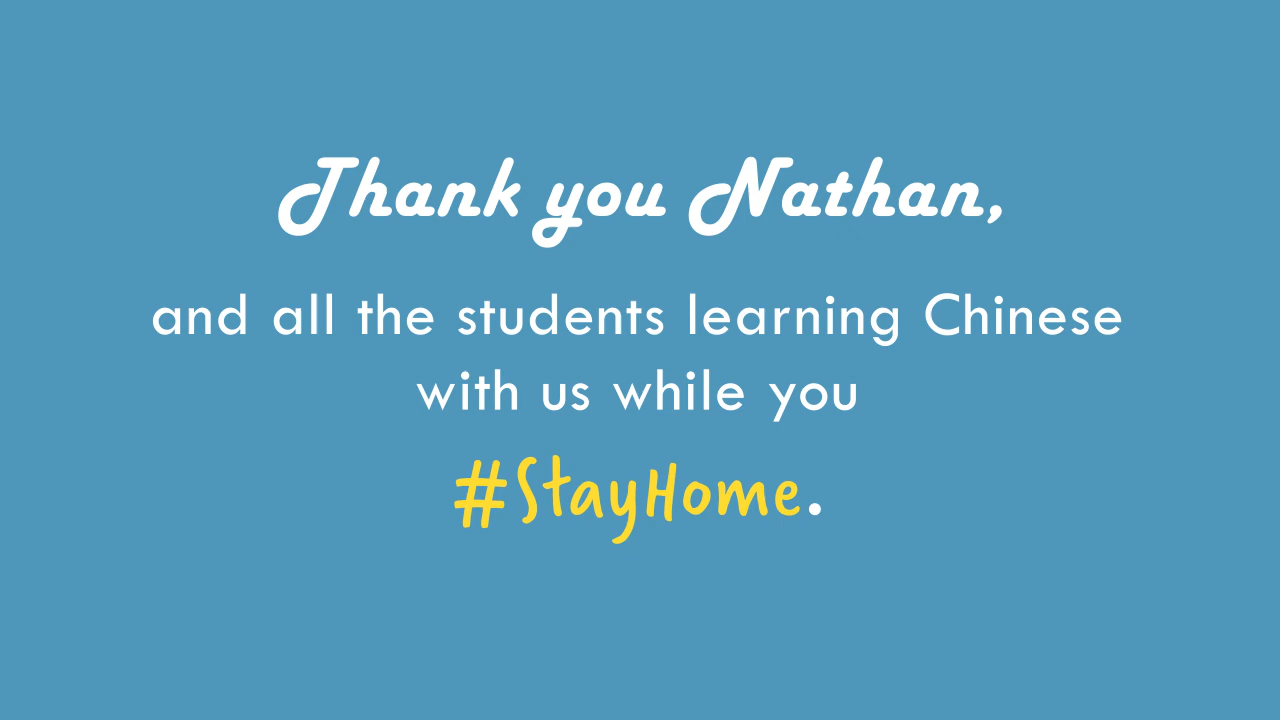 Thank you Nathan,
and all the students learning Chinese
with us while you
#StayHome.